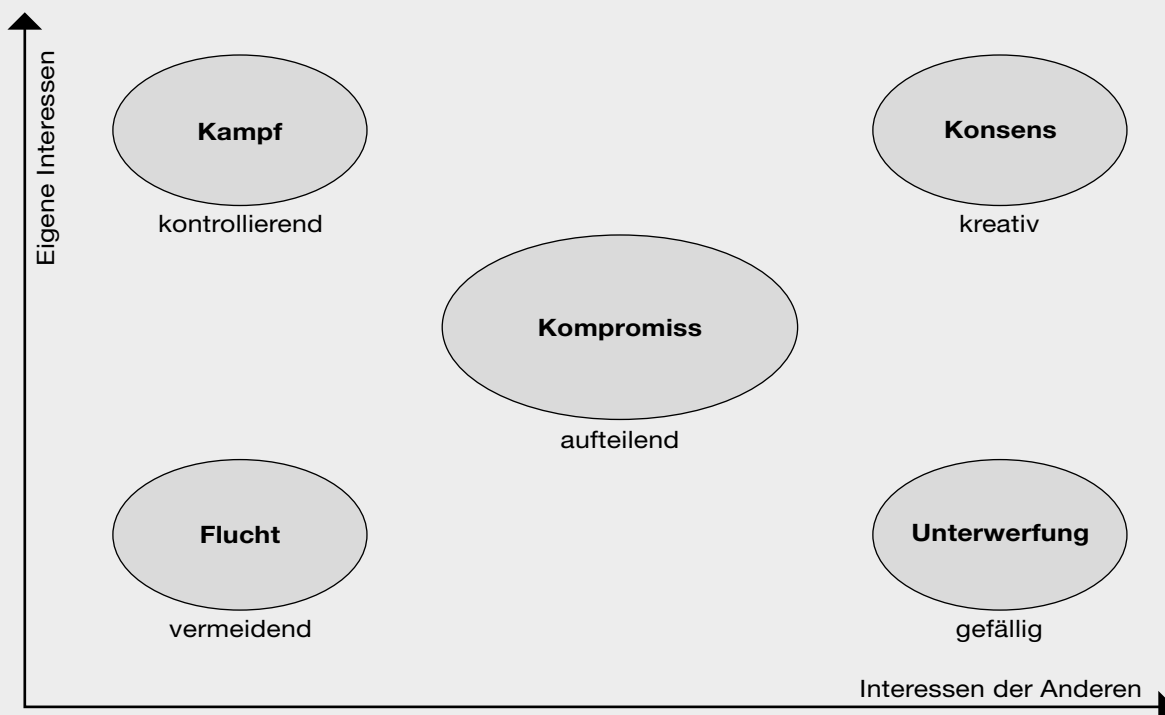 Eigene Interessen
Kampf
kontrollierend
Konsens
kreativ
Kompromiss
aufteilend
Flucht
vermeidend
Unterwerfung
gefällig
Interessen der Anderen